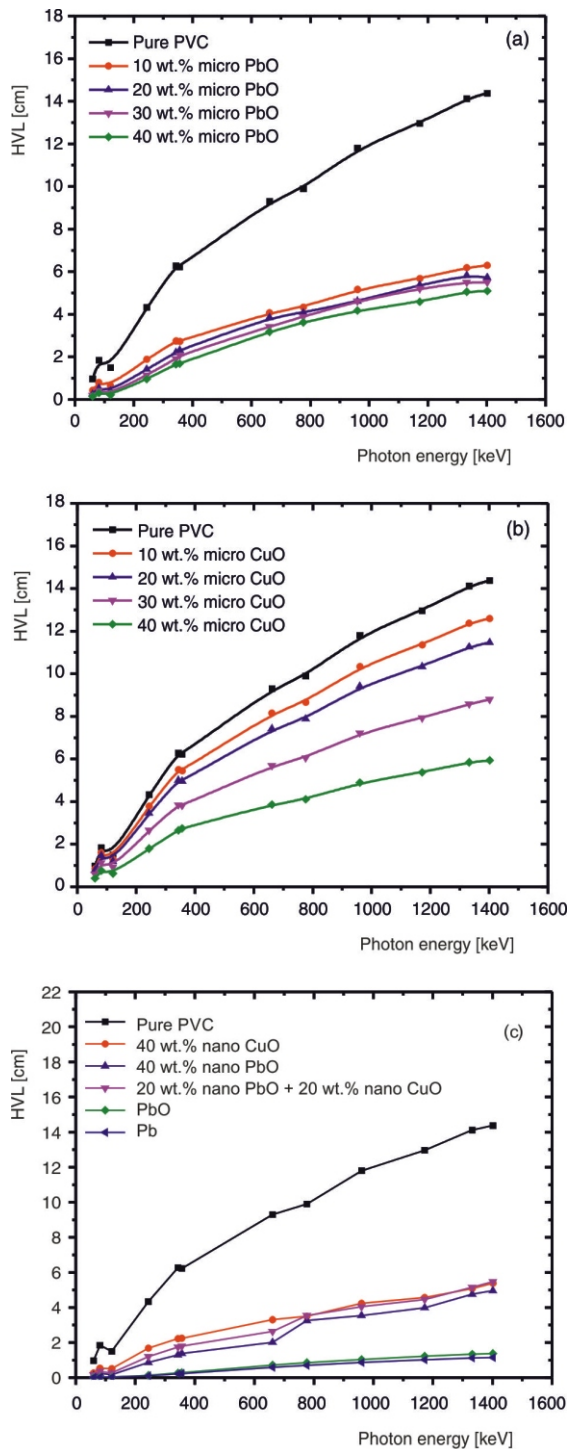 (a)
HVL [cm]
18
16
14
12
10
8
6
4
2
0
Pure PVC
10 wt.% micro PbO
20 wt.% micro PbO
30 wt.% micro PbO
40 wt.% micro PbO
0 200 400 600 800 1000 1200 1400 1600
Photon energy [keV]
(b)
HVL [cm]
18
16
14
12
10
8
6
4
2
0
Pure PVC
10 wt.% micro CuO
20 wt.% micro CuO
30 wt.% micro CuO
40 wt.% micro CuO
0 200 400 600 800 1000 1200 1400 1600
Photon energy [keV]
(c)
HVL [cm]
22
20
18
16
14
12
10
8
6
4
2
0
Pure PVC
40 wt.% nano CuO
40 wt.% nano PbO
20 wt.% nano PbO + 20 wt.% nano CuO
PbO
Pb
0 200 400 600 800 1000 1200 1400 1600
Photon energy [keV]